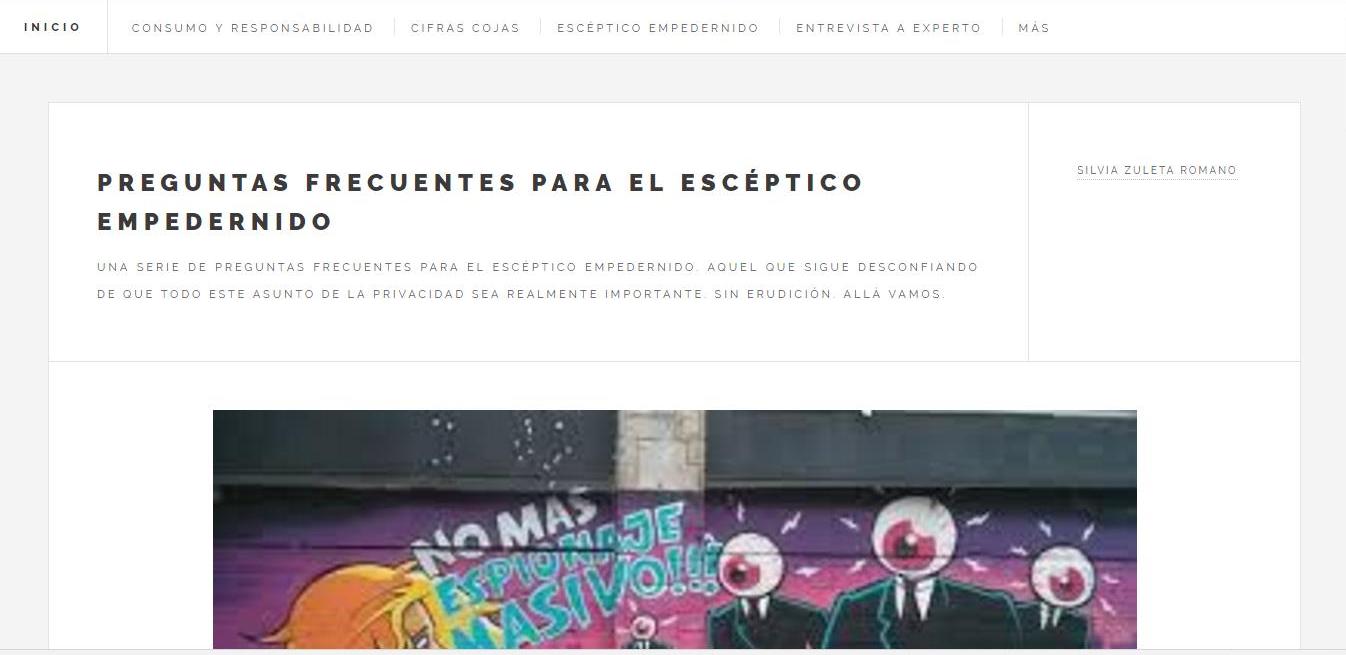 INICIO
CONSUMO Y RESPONSABILIDAD
CIFRAS COJAS
ESCÉPTICO EMPEDERNIDO
ENTREVISTA A EXPERTO
MÁS
PREGUNTAS FRECUENTES PARA EL ESCÉPTICO
EMPEDERNIDO
UNA SERIE DE PREGUNTAS FRECUENTES PARA EL ESCÉPTICO EMPEDERNIDO. AQUEL QUE SIGUE DESCONFIANDO
DE QUE TODO ESTE ASUNTO DE LA PRIVACIDAD SEA REALMENTE IMPORTANTE. SIN ERUDICIÓN. ALLÁ VAMOS.
SILVIA ZULETA ROMANO
NO MAS
ESPIONAJE
MASIVO!!!